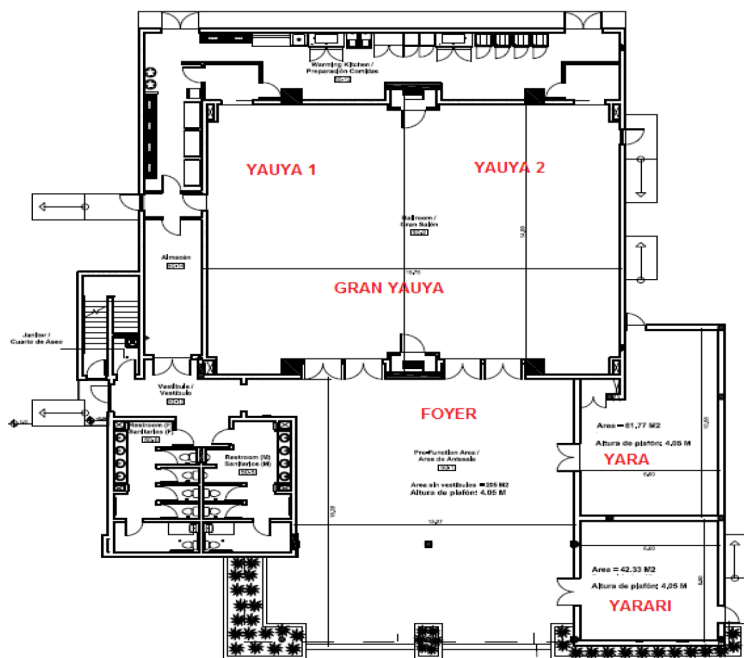 Warming Kitchen /
Preparación Comidas
YAUYA 1
YAUYA 2
Ballroom /
Gran Salón
Almacén
GRAN YAUYA
Janitor /
Cuarto de Aseo
Vestibule /
Vestíbulo
FOYER
Restroom (F)
Sanitarios (F)
Restroom (M)
Sanitarios (M)
Pre-Function Area /
Area de Antesala
Area sin vestibulos =205 M2
Altura de plafón: 4.05 M
Area = 61,77 M2
Altura de plafón: 4,05 M
YARA
Area = 42.33 M2
Altura de plafón: 4,05 M
YARARI